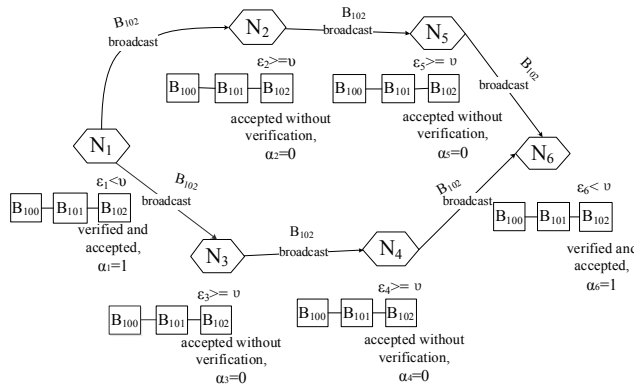 B102
broadcast
N2
B102
broadcast
N5
B102
broadcast
ε2>=υ
B100 B101 B102
accepted without
verification,
α2=0
ε5>= υ
B100 B101 B102
accepted without
verification,
α5=0
N1
ε1<υ
B100 B101 B102
verified and
accepted,
α1=1
B102
broadcast
N3
B102
broadcast
N4
B102
broadcast
N6
ε6< υ
B100 B101 B102
verified and
accepted,
α6=1
ε3>= υ
B100 B101 B102
accepted without
verification,
α3=0
ε4>= υ
B100 B101 B102
accepted without
verification,
α4=0